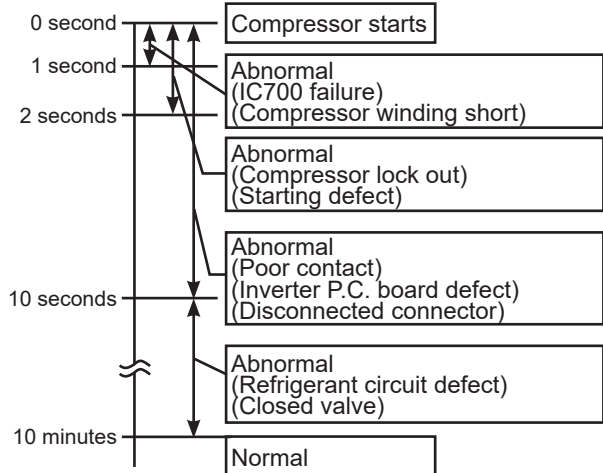 0 second
Compressor starts
1 second
Abnormal
(IC700 failure)
(Compressor winding short)
2 seconds
Abnormal
(Compressor lock out)
(Starting defect)
Abnormal
(Poor contact)
(Inverter P.C. board defect)
(Disconnected connector)
10 seconds
Abnormal
(Refrigerant circuit defect)
(Closed valve)
10 minutes
Normal